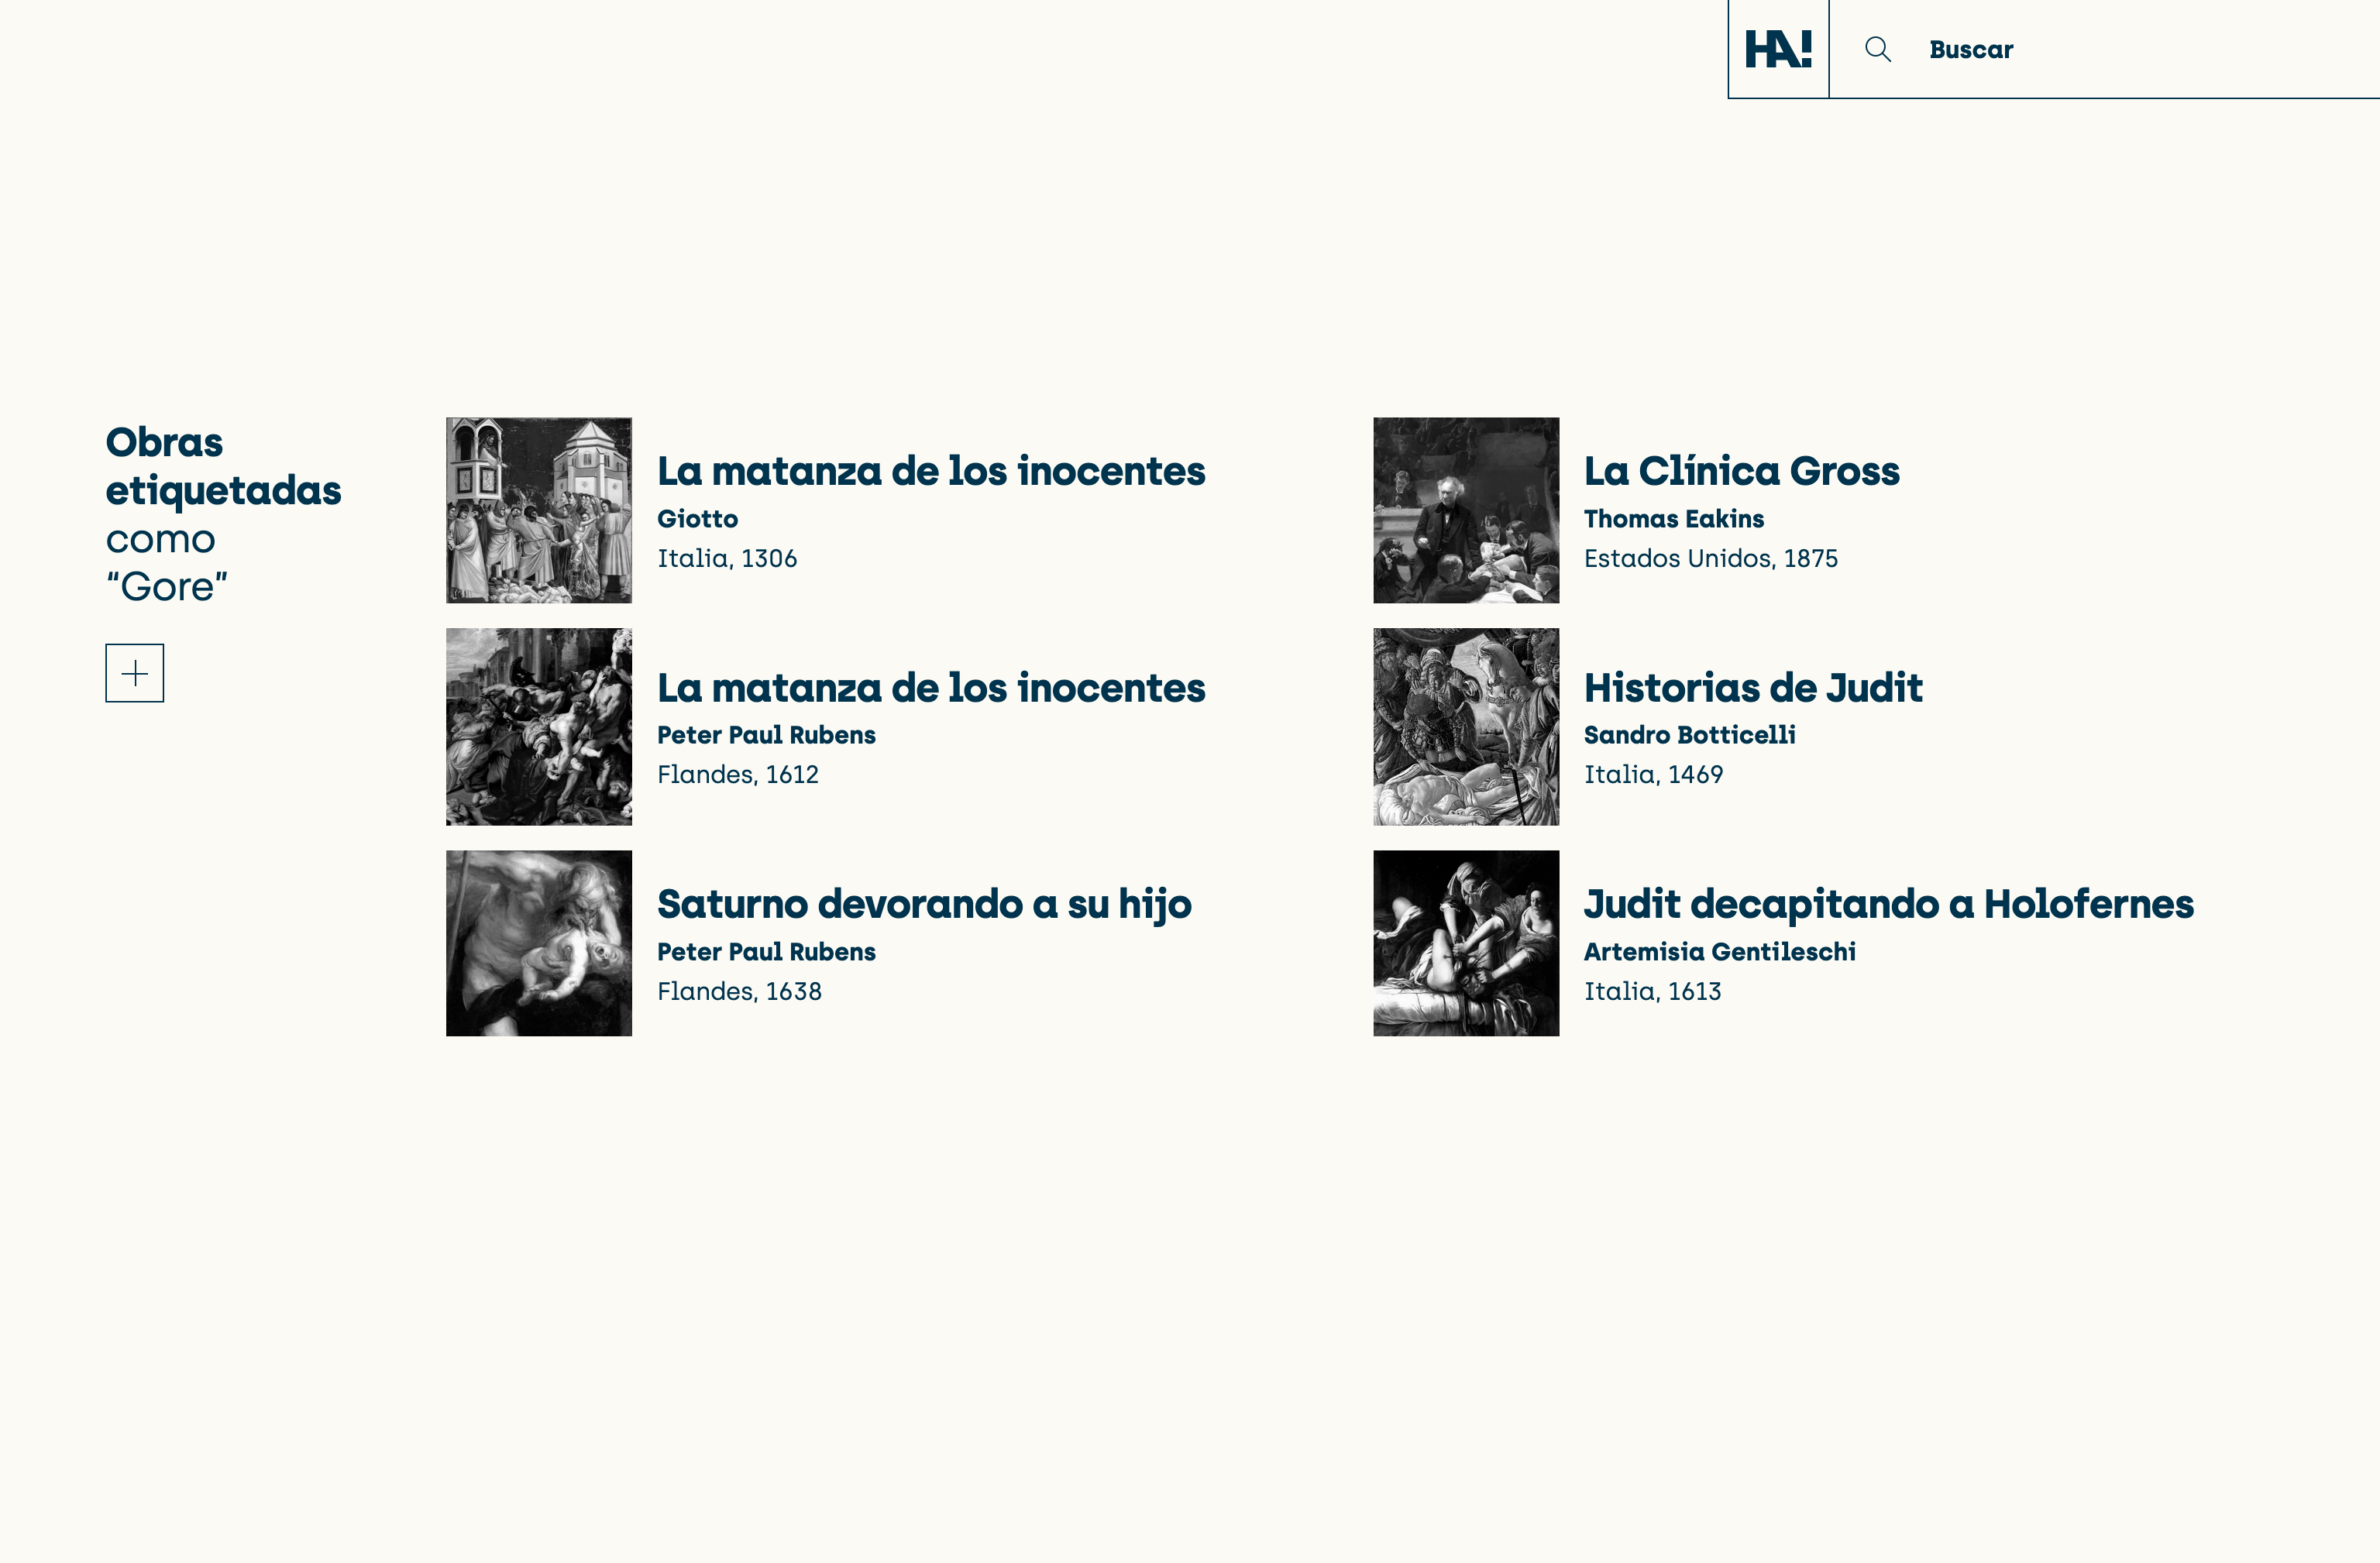 HA!
Buscar
Obras
etiquetadas
como
“Gore”
La matanza de los inocentes
Giotto
Italia, 1306
La Clínica Gross
Thomas Eakins
Estados Unidos, 1875
La matanza de los inocentes
Peter Paul Rubens
Flandes, 1612
Historias de Judit
Sandro Botticelli
Italia, 1469
Saturno devorando a su hijo
Peter Paul Rubens
Flandes, 1638
Judit decapitando a Holofernes
Artemisia Gentileschi
Italia, 1613